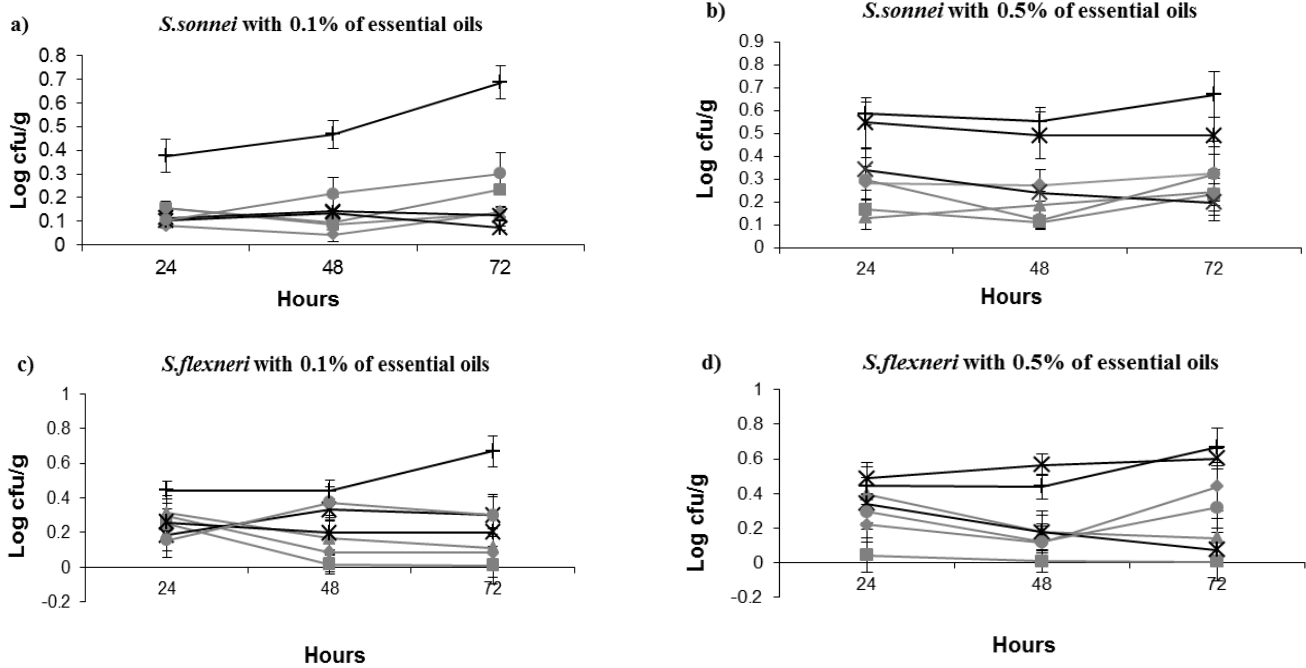 a)
S.sonnei with 0.1% of essential oils
0.8
0.7
0.6
0.5
0.4
0.3
0.2
0.1
0
Log cfu/g
24
48
72
Hours
b)
S.sonnei with 0.5% of essential oils
0.9
0.8
0.7
0.6
0.5
0.4
0.3
0.2
0.1
0
Log cfu/g
24
48
72
Hours
c)
S.flexneri with 0.1% of essential oils
1
0.8
0.6
0.4
0.2
0
-0.2
Log cfu/g
24
48
72
Hours
d)
S.flexneri with 0.5% of essential oils
1
0.8
0.6
0.4
0.2
0
-0.2
Log cfu/g
24
48
72
Hours